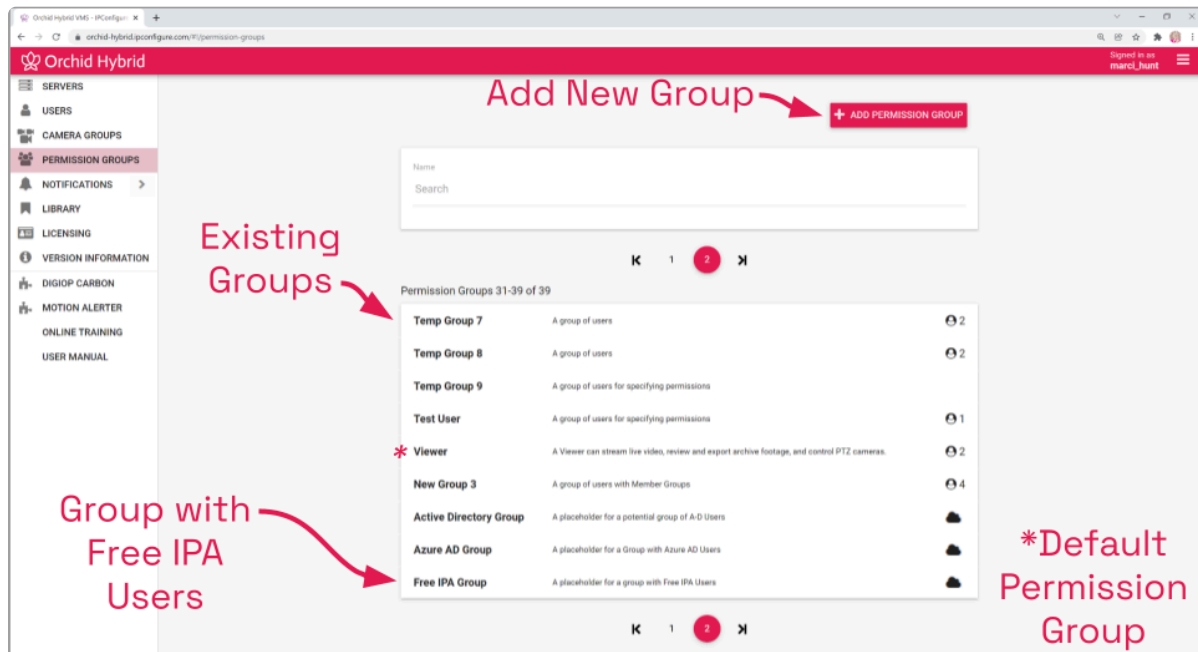 Orchid Hybrid VMS - IPConfigur
orchid-hybrid.ipconfigure.com/#!/permission-groups
Orchid Hybrid
Signed in as
marci_hunt
SERVERS
USERS
CAMERA GROUPS
PERMISSION GROUPS
NOTIFICATIONS
LIBRARY
LICENSING
VERSION INFORMATION
DIGIOP CARBON
MOTION ALERTER
ONLINE TRAINING
USER MANUAL
Add New Group
+ ADD PERMISSION GROUP
Name
Search
Existing
Groups
1 2
Permission Groups 31-39 of 39
Temp Group 7 A group of users 2
Temp Group 8 A group of users 2
Temp Group 9 A group of users for specifying permissions
Test User A group of users for specifying permissions 1
* Viewer A Viewer can stream live video, review and export archive footage, and control PTZ cameras. 2
New Group 3 A group of users with Member Groups 4
Active Directory Group A placeholder for a potential group of A-D Users
Azure AD Group A placeholder for a Group with Azure AD Users
Free IPA Group A placeholder for a group with Free IPA Users
Group with
Free IPA
Users
*Default
Permission
Group
1 2